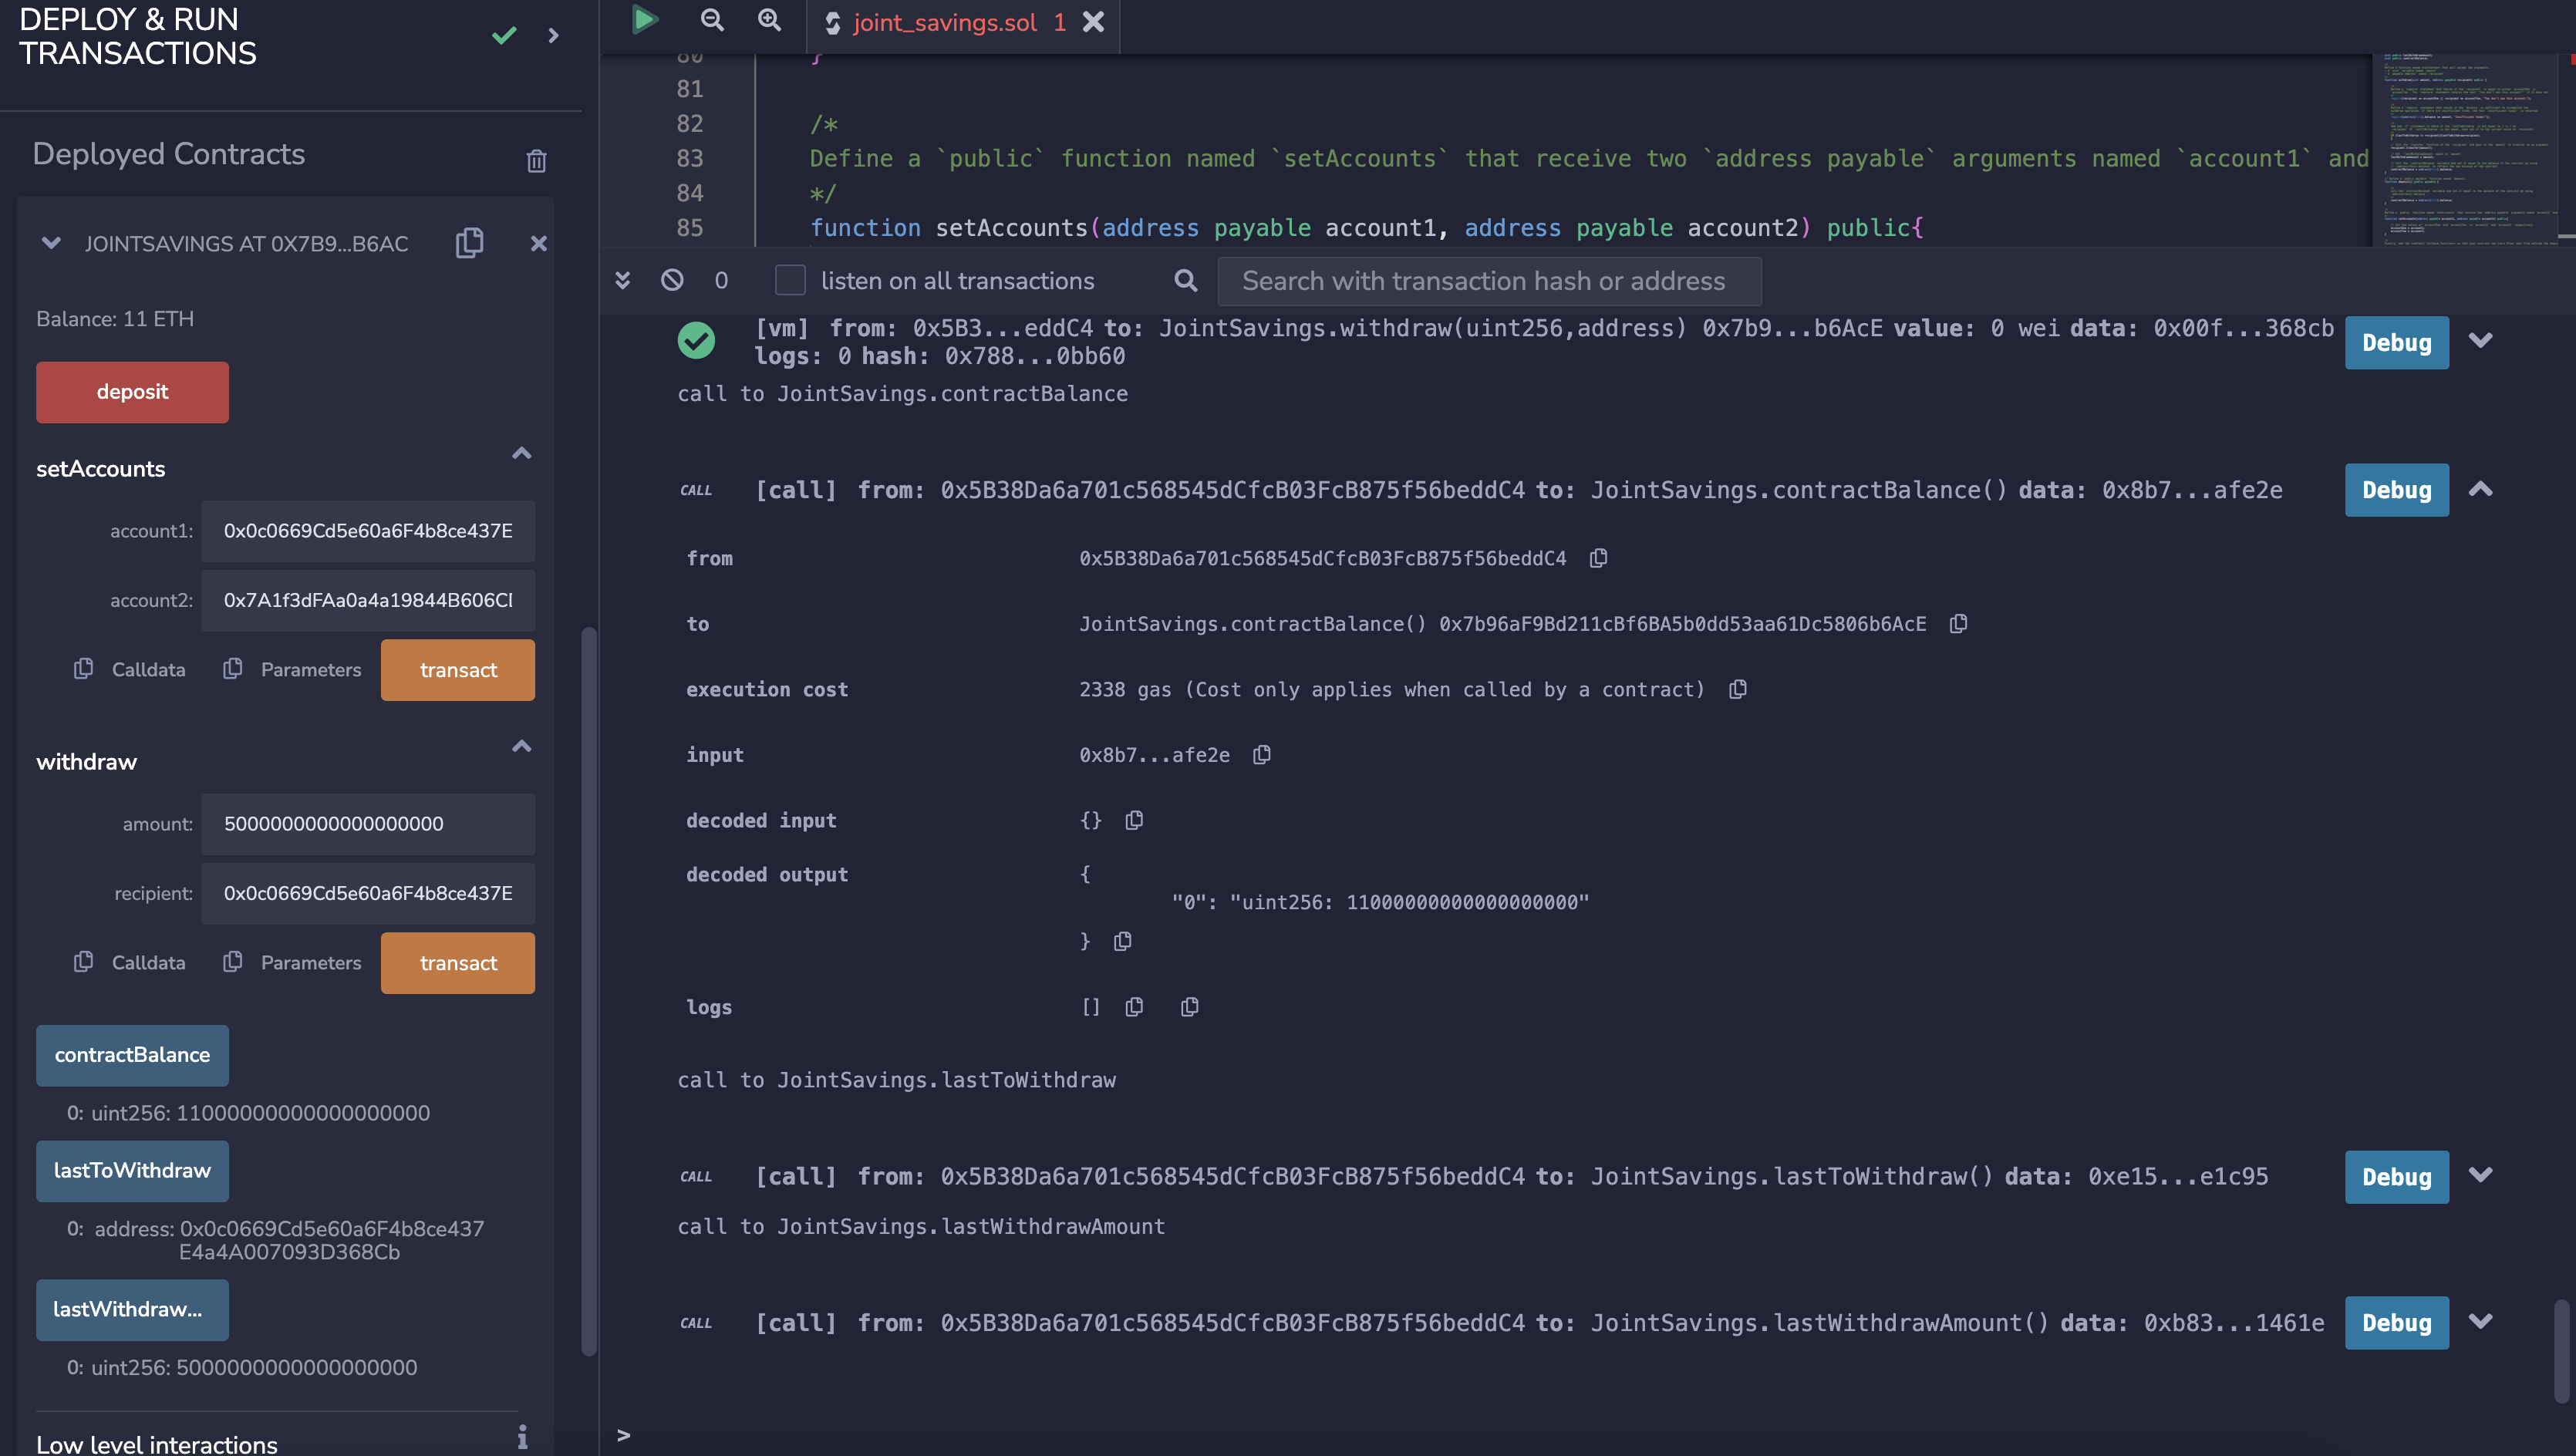 DEPLOY & RUN
TRANSACTIONS
Deployed Contracts
JOINTSAVINGS AT 0X7B9...B6AC
Balance: 11 ETH
deposit
setAccounts
account1: 0x0c0669Cd5e60a6F4b8ce437E
account2: 0x7A1f3dFAa0a4a19844B606C
Calldata Parameters transact
withdraw
amount: 5000000000000000000
recipient: 0x0c0669Cd5e60a6F4b8ce437E
Calldata Parameters transact
contractBalance
0: uint256: 11000000000000000000
lastToWithdraw
0: address: 0x0c0669Cd5e60a6F4b8ce437
E4a4A007093D368Cb
lastWithdraw...
0: uint256: 5000000000000000000
Low level interactions
joint_savings.sol 1
80 }
81
82 /*
83 Define a `public` function named `setAccounts` that receive two `address payable` arguments named `account1` and
84 */
85 function setAccounts(address payable account1, address payable account2) public{
0 listen on all transactions Search with transaction hash or address
[vm] from: 0x5B3...eddC4 to: JointSavings.withdraw(uint256,address) 0x7b9...b6AcE value: 0 wei data: 0x00f...368cb Debug
logs: 0 hash: 0x788...0bb60
call to JointSavings.contractBalance
CALL [call] from: 0x5B38Da6a701c568545dCfcB03FcB875f56beddC4 to: JointSavings.contractBalance() data: 0x8b7...afe2e Debug
from 0x5B38Da6a701c568545dCfcB03FcB875f56beddC4
to JointSavings.contractBalance() 0x7b96aF9Bd211cBf6BA5b0dd53aa61Dc5806b6AcE
execution cost 2338 gas (Cost only applies when called by a contract)
input 0x8b7...afe2e
decoded input {}
decoded output {
"0": "uint256: 11000000000000000000"
}
logs []
call to JointSavings.lastToWithdraw
CALL [call] from: 0x5B38Da6a701c568545dCfcB03FcB875f56beddC4 to: JointSavings.lastToWithdraw() data: 0xe15...e1c95 Debug
call to JointSavings.lastWithdrawAmount
CALL [call] from: 0x5B38Da6a701c568545dCfcB03FcB875f56beddC4 to: JointSavings.lastWithdrawAmount() data: 0xb83...1461e Debug
>